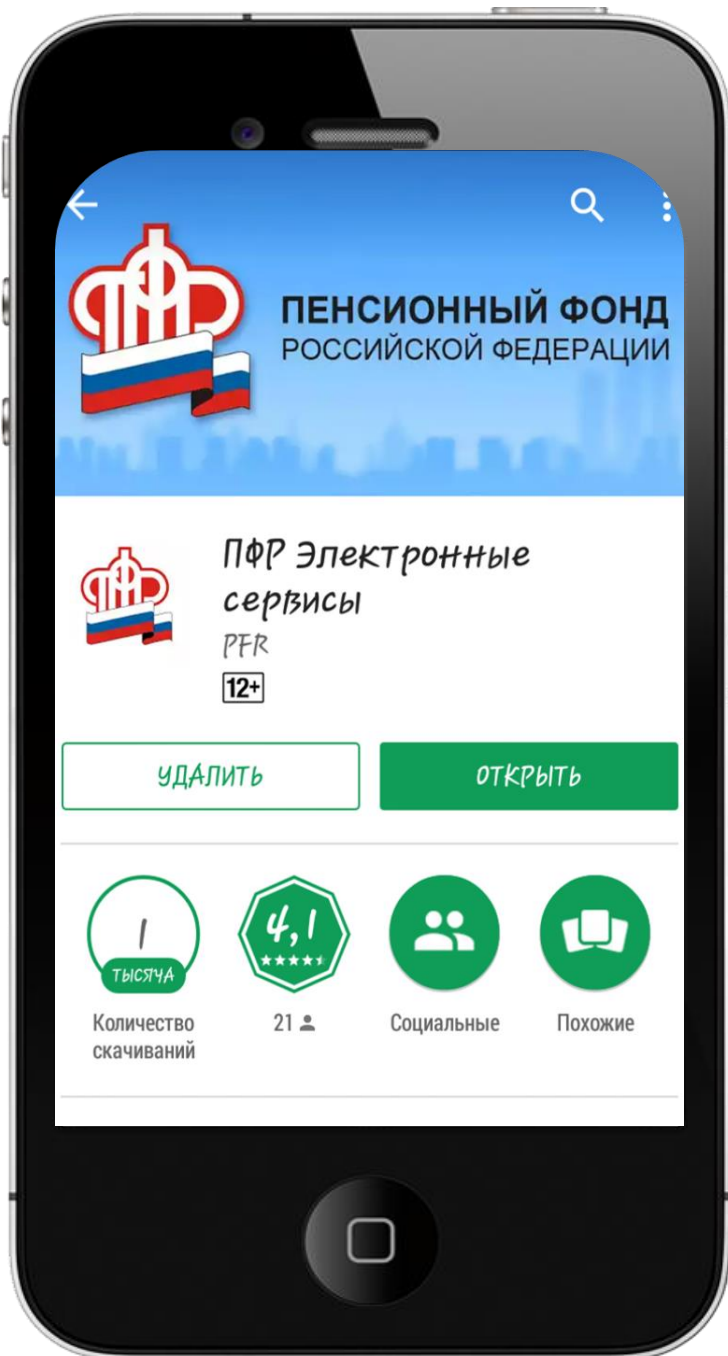 ПФР
ПЕНСИОННЫЙ ФОНД
РОССИЙСКОЙ ФЕДЕРАЦИИ
ПФР
ПФР Электронные
сервисы
PFR
12+
УДАЛИТЬ
ОТКРЫТЬ
1
ТЫСЯЧА
4,1
Количество
скачиваний
21
Социальные
Похожие